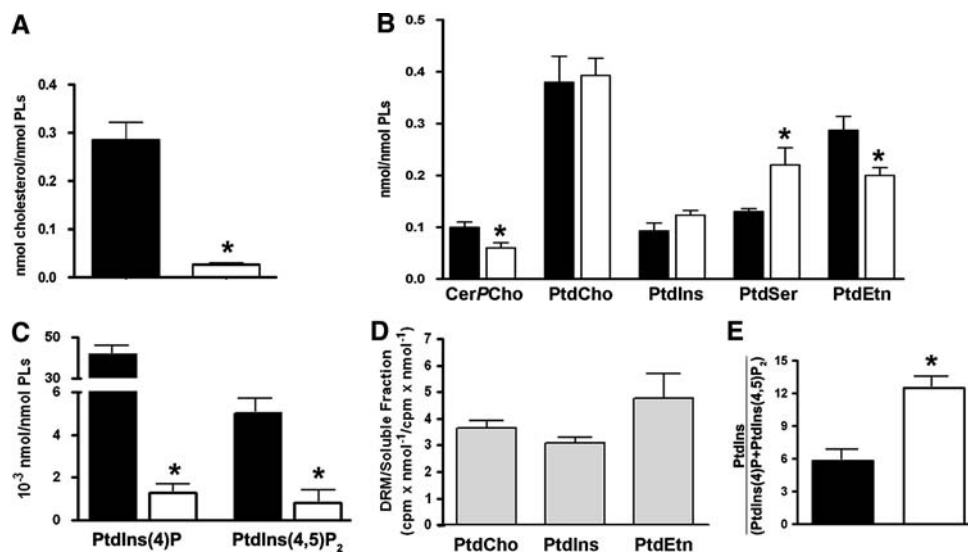 A
nmol cholesterol/nmol PLs
0.4
0.3
0.2
0.1
0.0
*
B
nmol/nmol PLs
0.5
0.4
0.3
0.2
0.1
0.0
*
*
*
CerPCho PtdCho PtdIns PtdSer PtdEtn
C
10⁻³ nmol/nmol PLs
50
30
6
4
2
0
*
*
PtdIns(4)P PtdIns(4,5)P₂
D
DRM/Soluble Fraction
(cpm x nmol⁻¹/cpm x nmol⁻¹)
7
6
5
4
3
2
1
0
PtdCho PtdIns PtdEtn
E
PtdIns
(PtdIns(4)P+PtdIns(4,5)P₂)
15
12
9
6
3
0
*